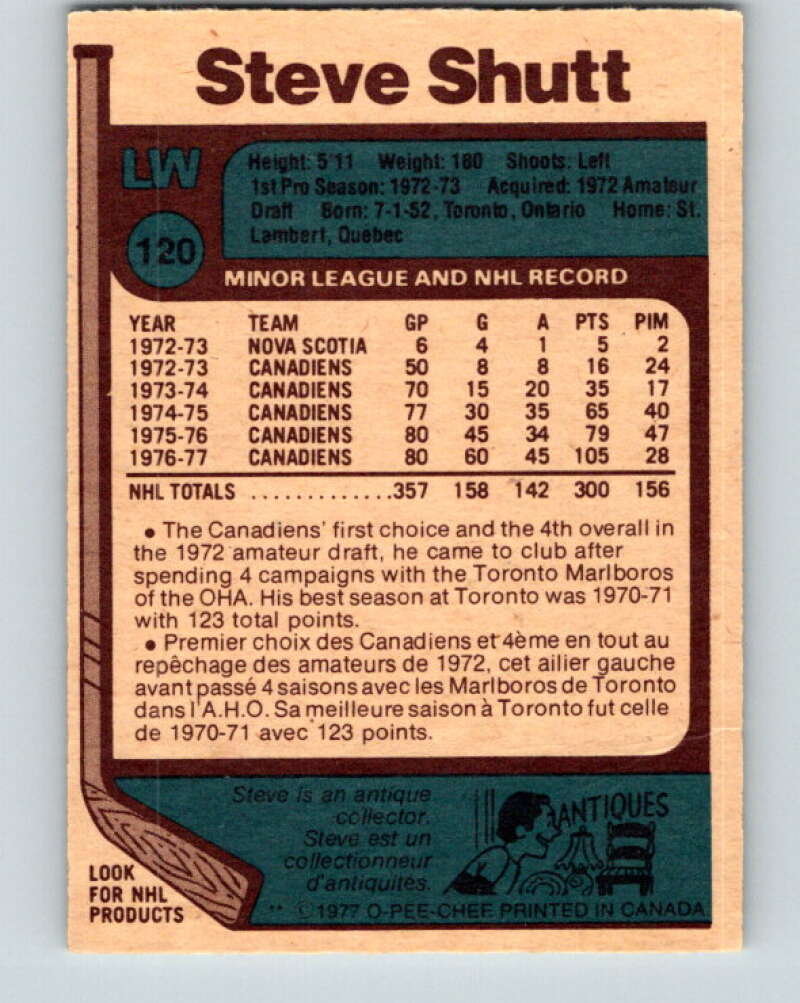 Steve Shutt
LW
Height: 5'11 Weight: 180 Shoots: Left
1st Pro Season: 1972-73 Acquired: 1972 Amateur
Draft Born: 7-1-52, Toronto, Ontario Home: St.
Lambert, Quebec
120
MINOR LEAGUE AND NHL RECORD
YEAR TEAM GP G A PTS PIM
1972-73 NOVA SCOTIA 6 4 1 5 2
1972-73 CANADIENS 50 8 8 16 24
1973-74 CANADIENS 70 15 20 35 17
1974-75 CANADIENS 77 30 35 65 40
1975-76 CANADIENS 80 45 34 79 47
1976-77 CANADIENS 80 60 45 105 28
NHL TOTALS .............357 158 142 300 156
● The Canadiens' first choice and the 4th overall in
the 1972 amateur draft, he came to club after
spending 4 campaigns with the Toronto Marlboros
of the OHA. His best season at Toronto was 1970-71
with 123 total points.
● Premier choix des Canadiens et 4ème en tout au
repêchage des amateurs de 1972, cet ailier gauche
avant passé 4 saisons avec les Marlboros de Toronto
dans l'A.H.O. Sa meilleure saison à Toronto fut celle
de 1970-71 avec 123 points.
Steve is an antique
collector.
Steve est un
collectionneur
d'antiquités.
ANTIQUES
LOOK
FOR NHL
PRODUCTS
** ©1977 O-PEE-CHEE PRINTED IN CANADA